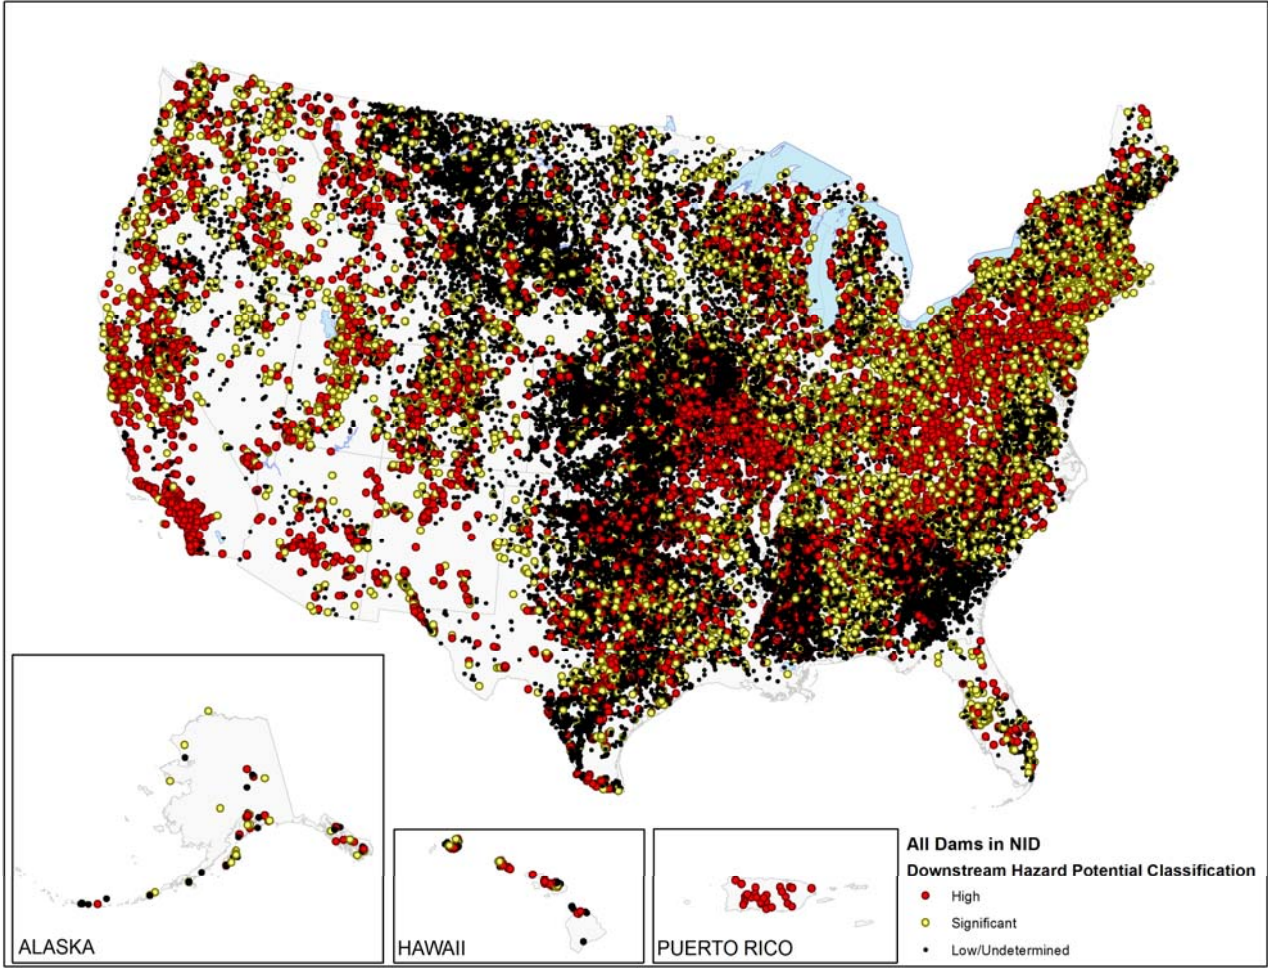 ALASKA
HAWAII
PUERTO RICO
All Dams in NID
Downstream Hazard Potential Classification
High
Significant
Low/Undetermined